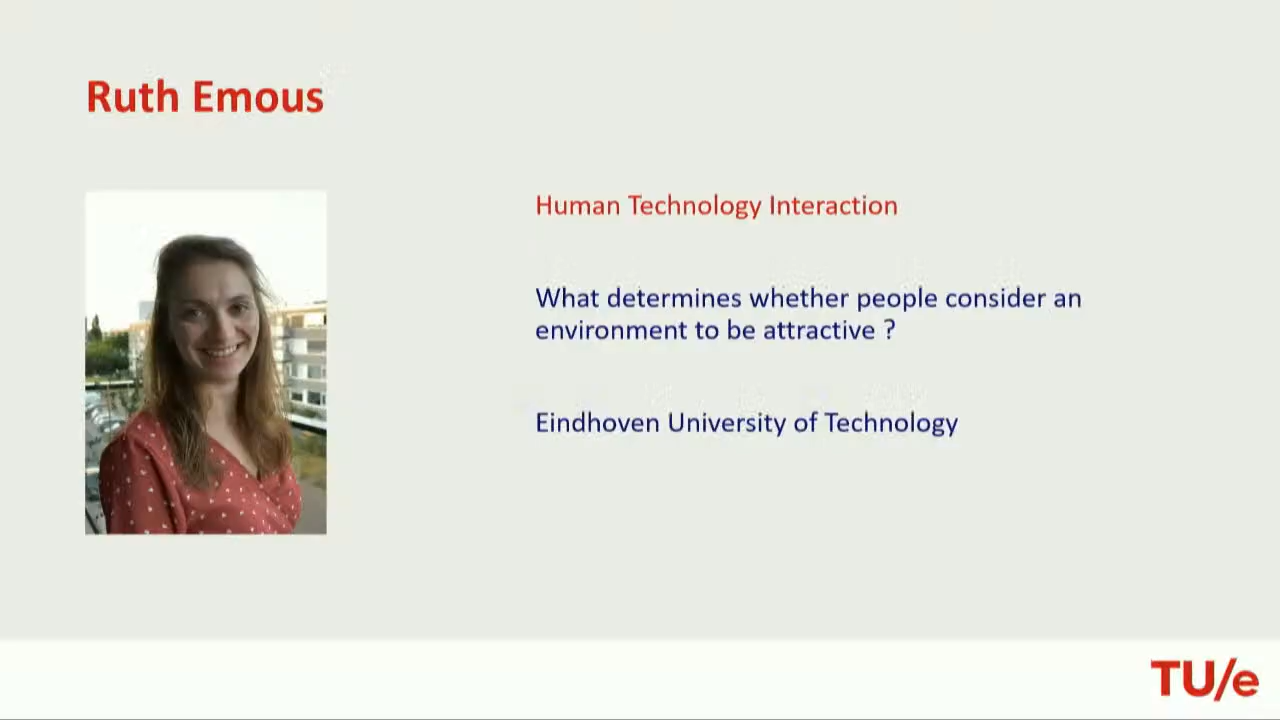 Ruth Emous
Human Technology Interaction
What determines whether people consider an
environment to be attractive ?
Eindhoven University of Technology
TU/e